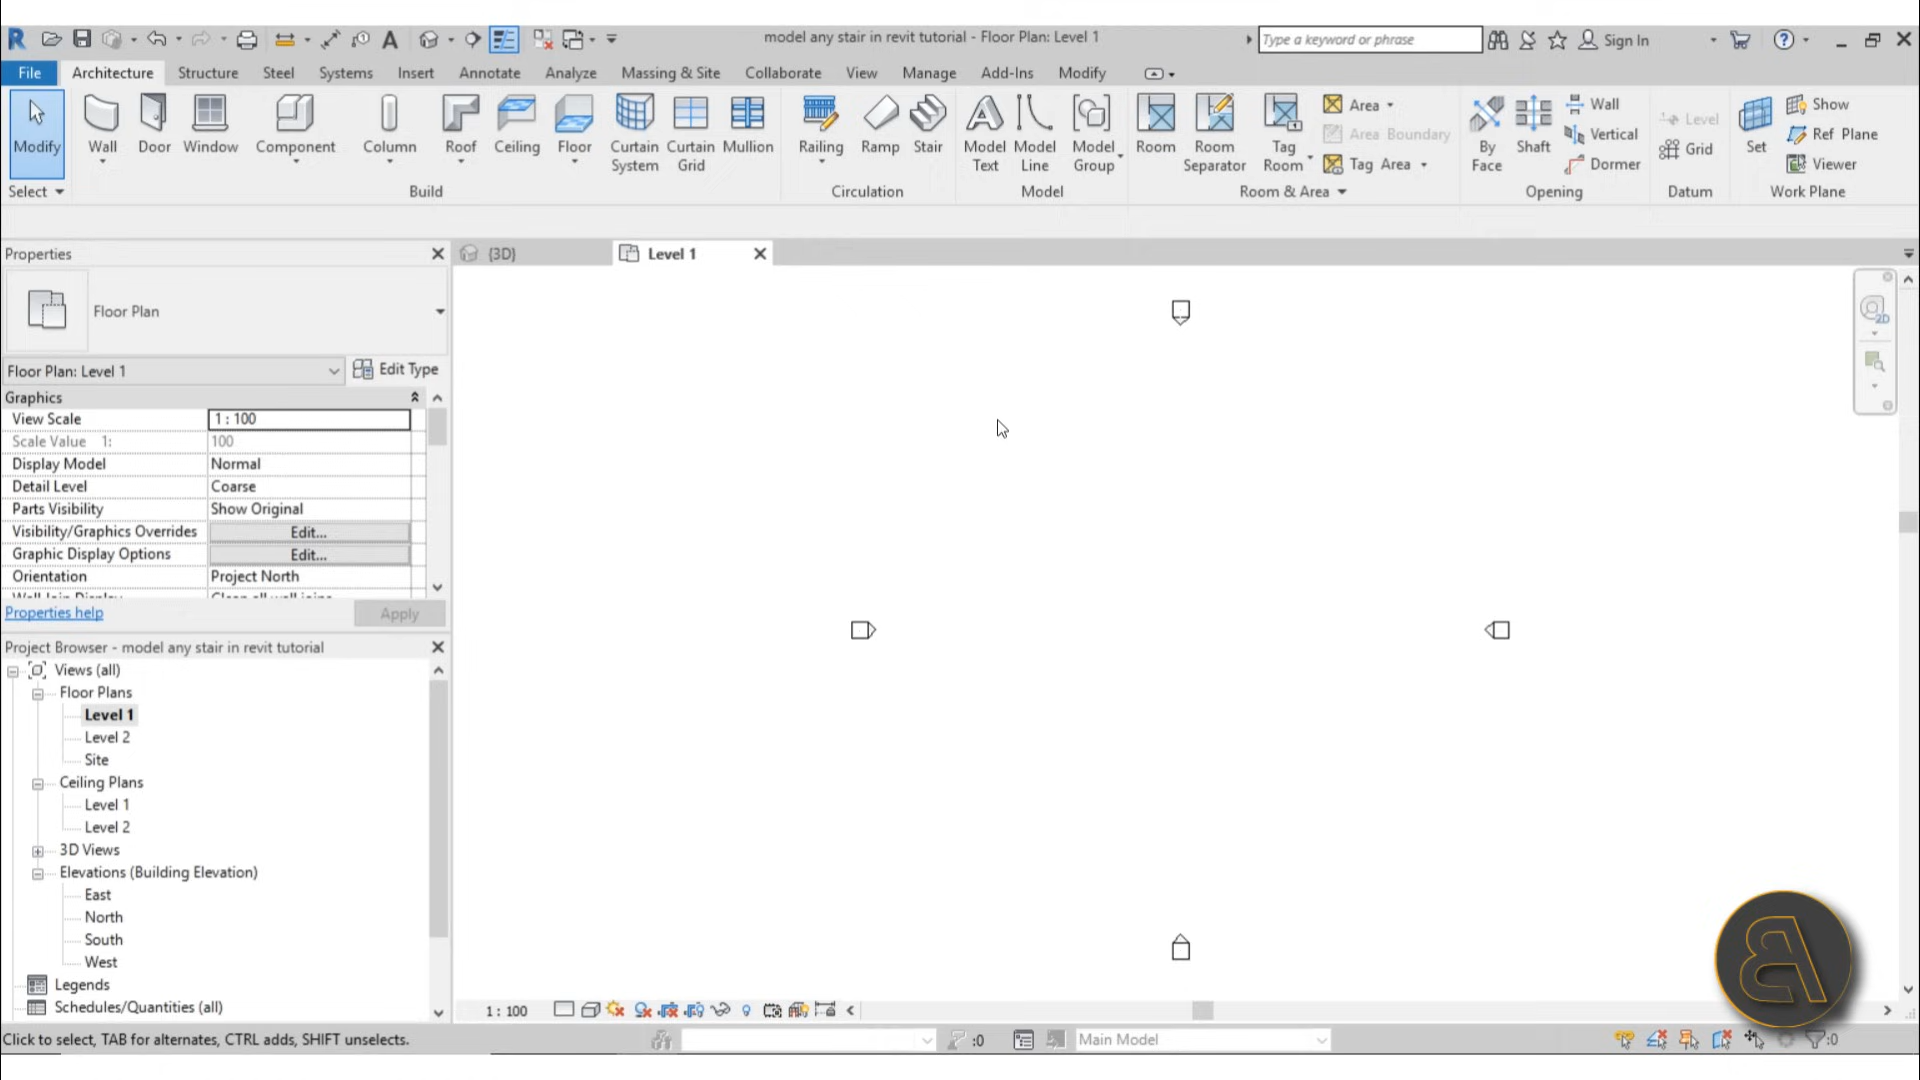 model any stair in revit tutorial - Floor Plan: Level 1
Type a keyword or phrase
Sign In
File Architecture Structure Steel Systems Insert Annotate Analyze Massing & Site Collaborate View Manage Add-Ins Modify
Modify Wall Door Window Component Column Roof Ceiling Floor Curtain System Curtain Grid Mullion Railing Ramp Stair Model Text Model Line Model Group Room Room Separator Tag Room
Area
Area Boundary
Tag Area
By Face Shaft
Wall
Vertical
Dormer
Level
Grid
Set
Show
Ref Plane
Viewer
Select Build Circulation Model Room & Area Opening Datum Work Plane
Properties
{3D} Level 1
Floor Plan
Floor Plan: Level 1 Edit Type
Graphics
View Scale 1 : 100
Scale Value 1: 100
Display Model Normal
Detail Level Coarse
Parts Visibility Show Original
Visibility/Graphics Overrides Edit...
Graphic Display Options Edit...
Orientation Project North
Properties help Apply
Project Browser - model any stair in revit tutorial
Views (all)
Floor Plans
Level 1
Level 2
Site
Ceiling Plans
Level 1
Level 2
3D Views
Elevations (Building Elevation)
East
North
South
West
Legends
Schedules/Quantities (all)
2D
1 : 100
Click to select, TAB for alternates, CTRL adds, SHIFT unselects.
:0
Main Model
:0